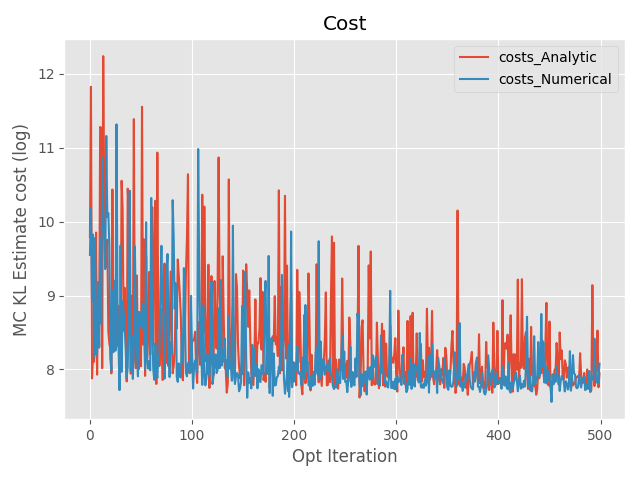 Cost
costs_Analytic
costs_Numerical
MC KL Estimate cost (log)
12
11
10
9
8
0
100
200
300
400
500
Opt Iteration